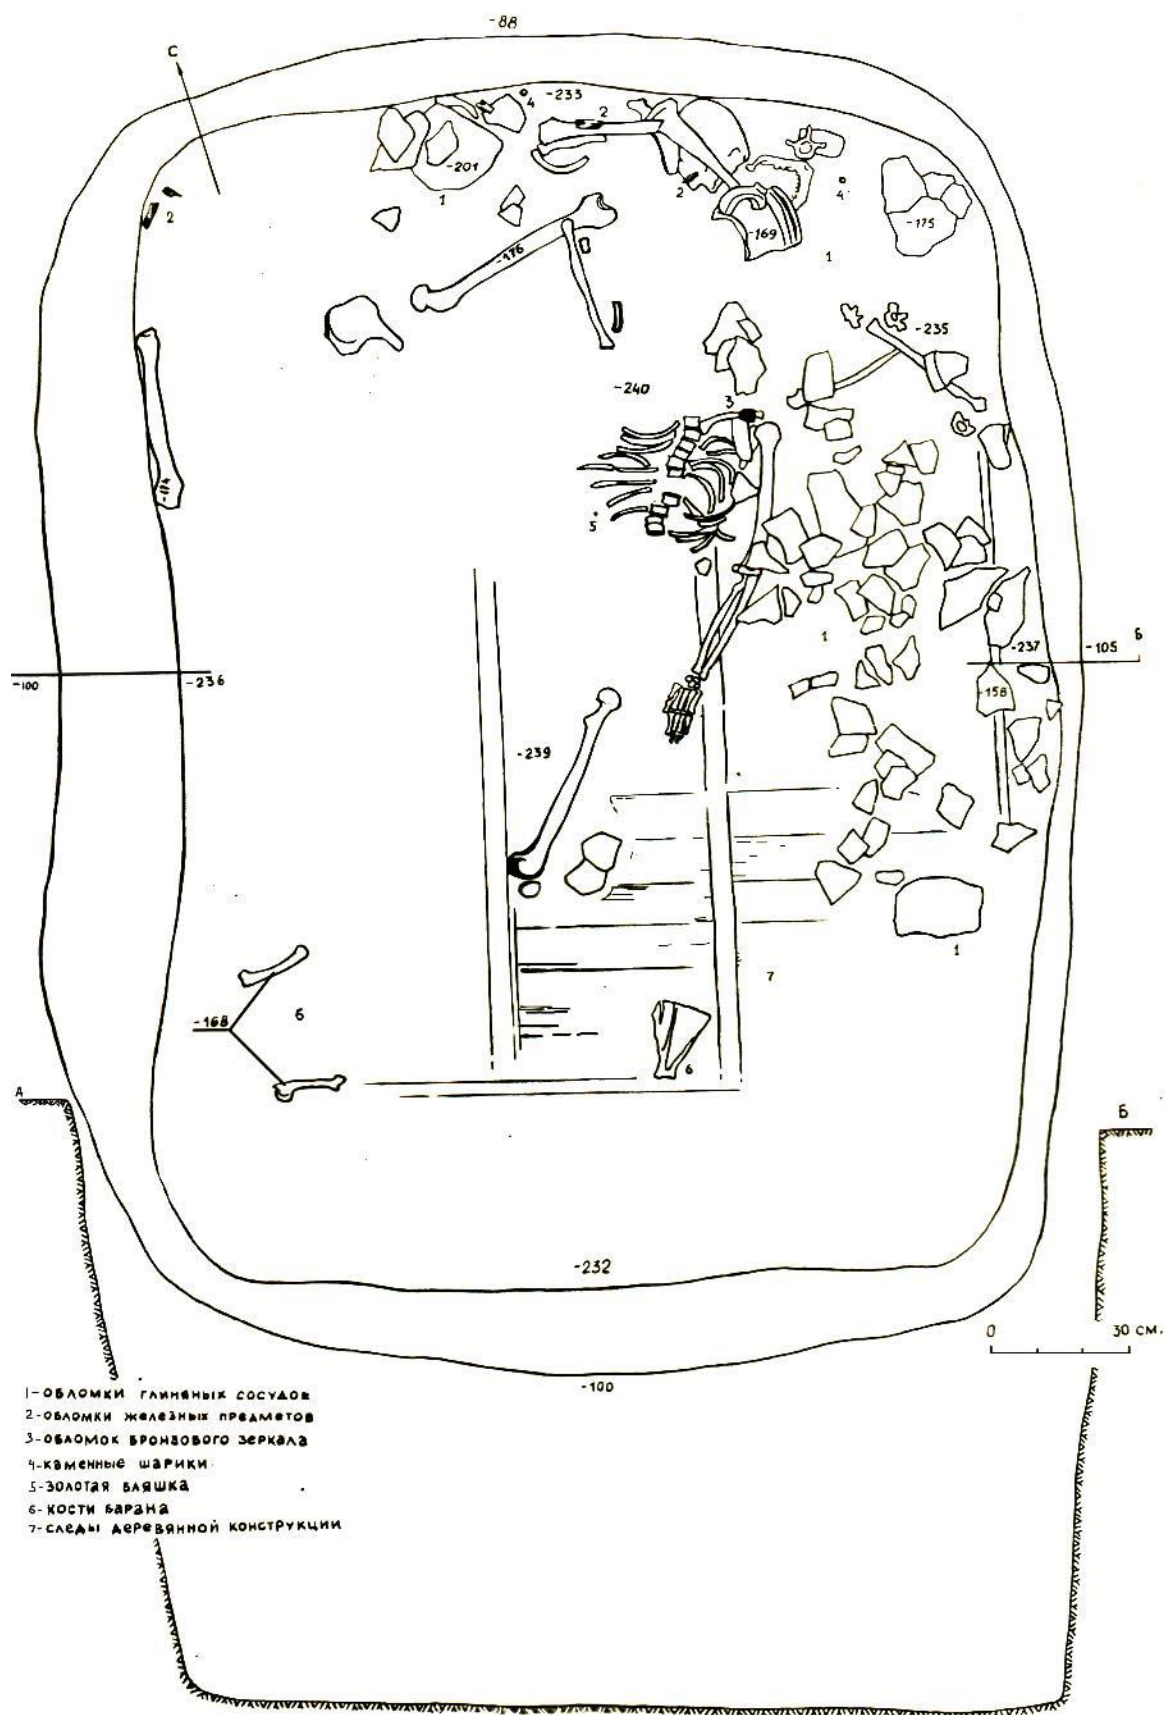 -88
С
4
-233
2
-201
1
2
2
-169
4
-175
1
-176
-235
-240
3
-174
5
1
-237
-105
Б
-100
-236
-158
-239
1
7
-168
6
6
А
Б
-232
0
30 СМ.
-100
1-ОБЛОМКИ ГЛИНЯНЫХ СОСУДОВ
2-ОБЛОМКИ ЖЕЛЕЗНЫХ ПРЕДМЕТОВ
3-ОБЛОМОК БРОНЗОВОГО ЗЕРКАЛА
4-КАМЕННЫЕ ШАРИКИ
5-ЗОЛОТАЯ БЛЯШКА
6-КОСТИ БАРАНА
7-СЛЕДЫ ДЕРЕВЯННОЙ КОНСТРУКЦИИ